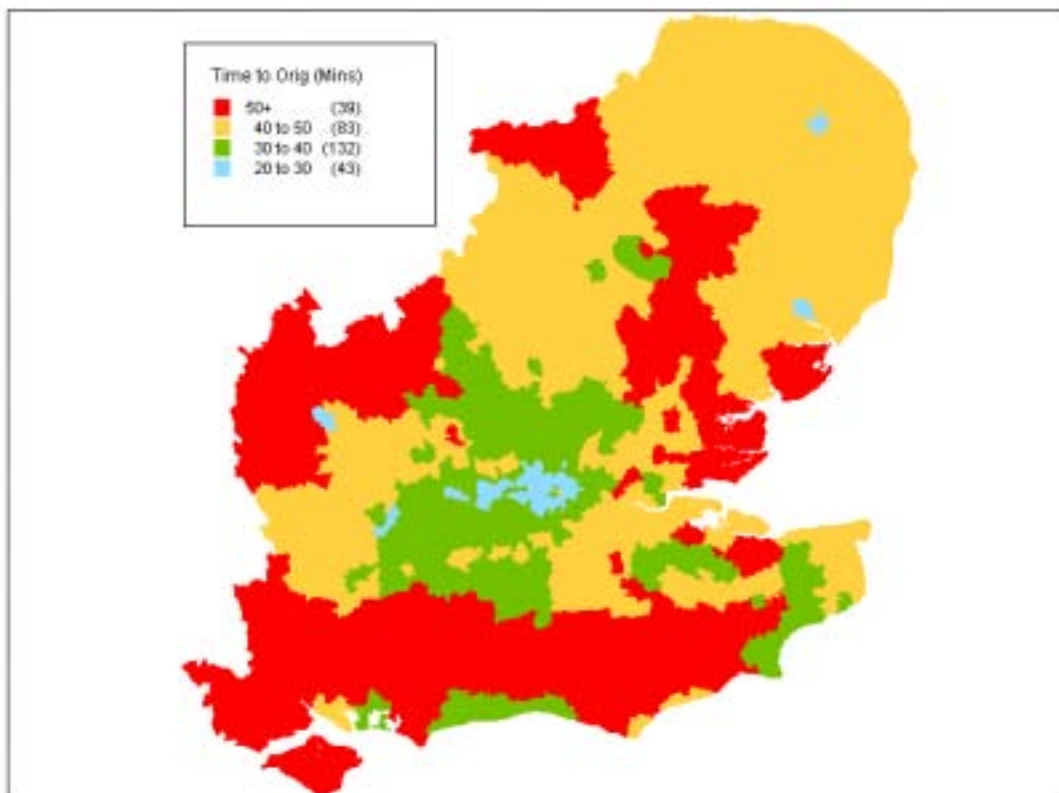 Time to Orig (Mins)
50+ (39)
40 to 50 (83)
30 to 40 (132)
20 to 30 (43)